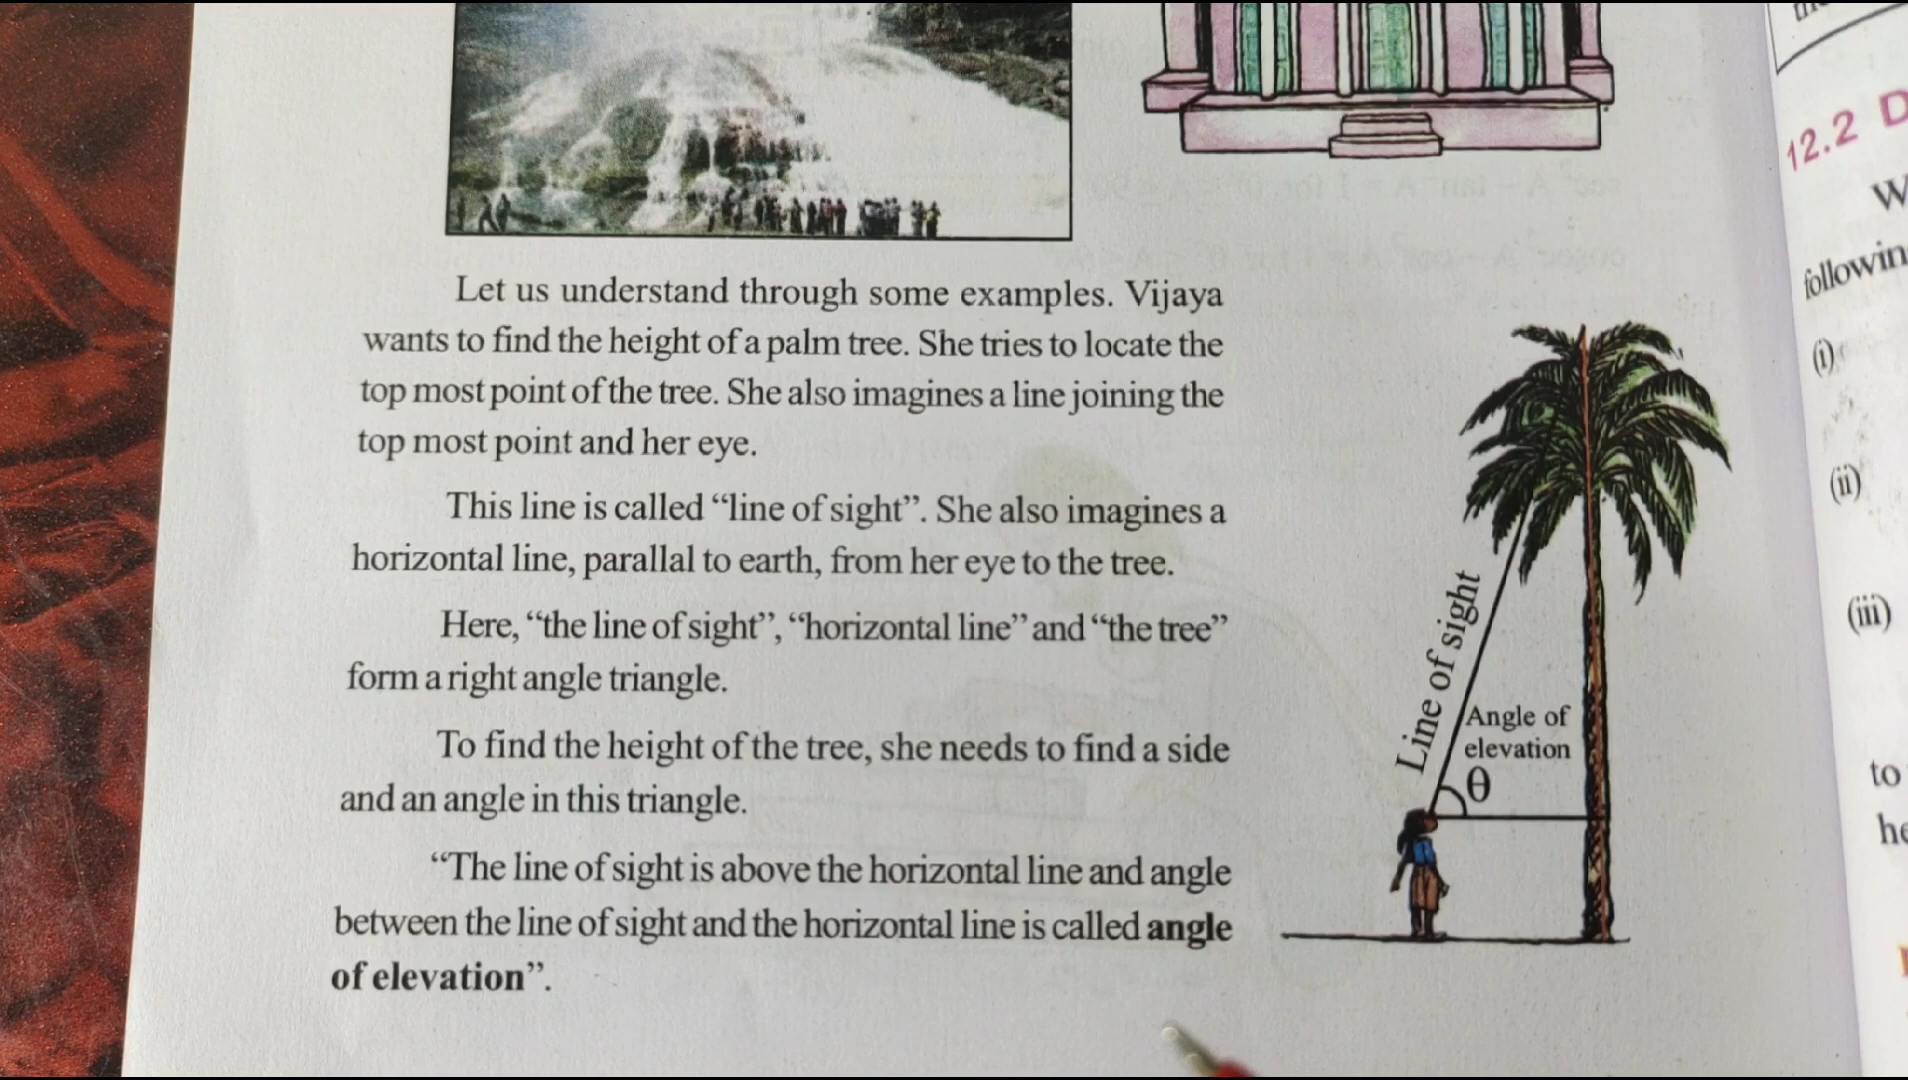 Let us understand through some examples. Vijaya
wants to find the height of a palm tree. She tries to locate the
top most point of the tree. She also imagines a line joining the
top most point and her eye.
This line is called “line of sight”. She also imagines a
horizontal line, parallal to earth, from her eye to the tree.
Here, “the line of sight”, “horizontal line” and “the tree”
form a right angle triangle.
To find the height of the tree, she needs to find a side
and an angle in this triangle.
“The line of sight is above the horizontal line and angle
between the line of sight and the horizontal line is called angle
of elevation”.
Line of sight
Angle of
elevation
θ
12.2 D
W
followin
(i)
(ii)
(iii)
to
he